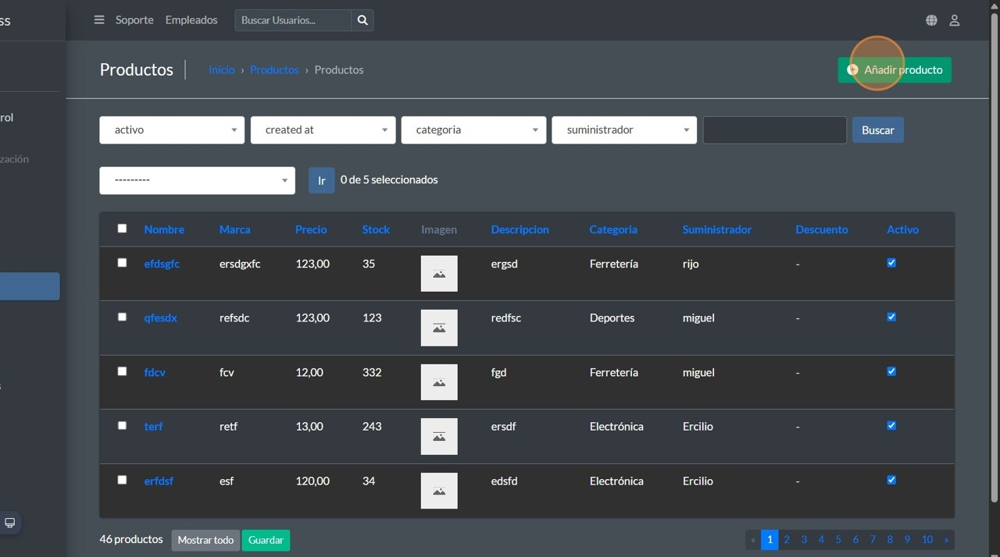 ss
Soporte Empleados Buscar Usuarios...
Productos Inicio › Productos › Productos Añadir producto
rol
activo created at categoria suministrador Buscar
zación
--------- Ir 0 de 5 seleccionados
Nombre Marca Precio Stock Imagen Descripcion Categoria Suministrador Descuento Activo
efdsgfc ersdgxfc 123,00 35 ergsd Ferretería rijo -
qfesdx refsdc 123,00 123 redfsc Deportes miguel -
fdcv fcv 12,00 332 fgd Ferretería miguel -
s
terf retf 13,00 243 ersdf Electrónica Ercilio -
erfdsf esf 120,00 34 edsfd Electrónica Ercilio -
46 productos Mostrar todo Guardar « 1 2 3 4 5 6 7 8 9 10 »